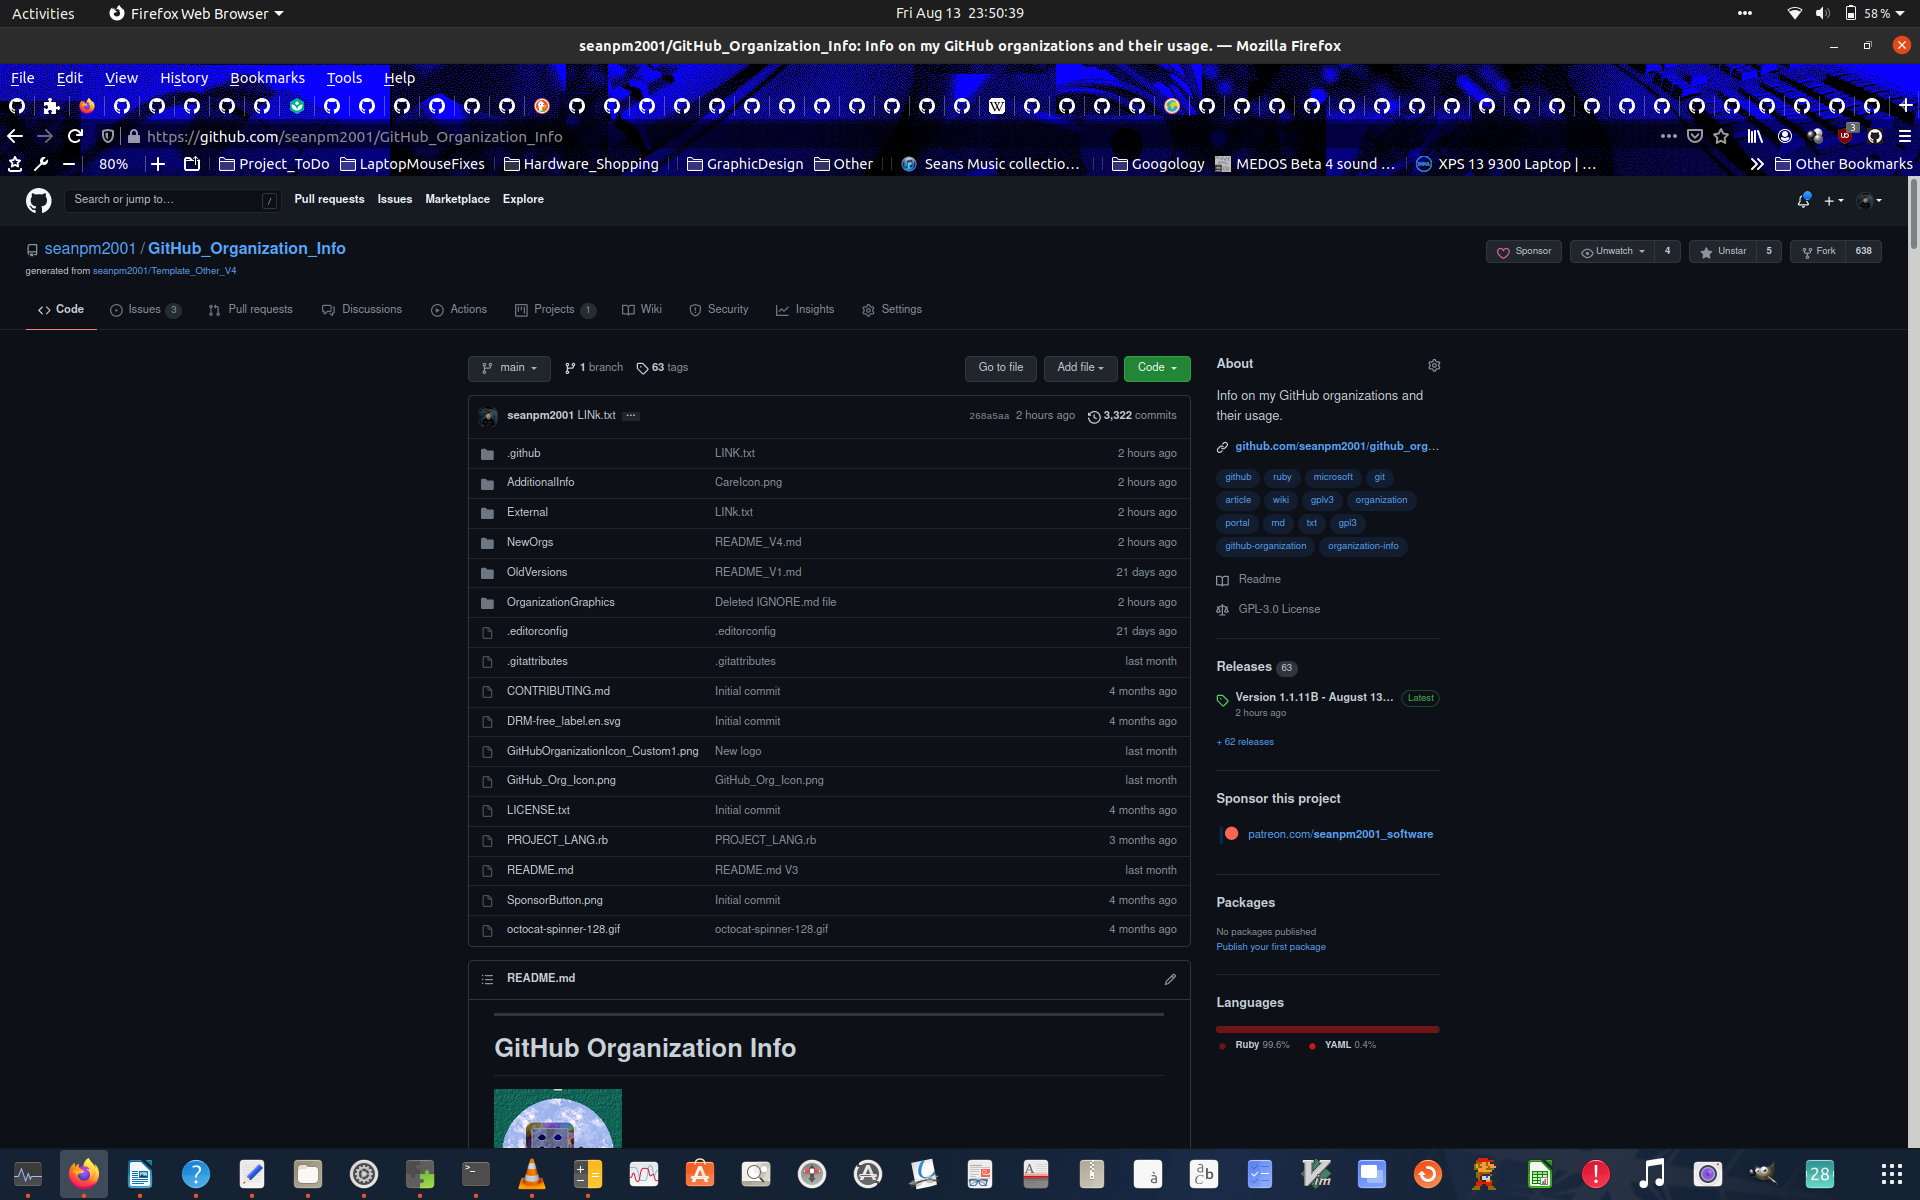 Activities Firefox Web Browser Fri Aug 13 23:50:39 58 %
seanpm2001/GitHub_Organization_Info: Info on my GitHub organizations and their usage. — Mozilla Firefox
File Edit View History Bookmarks Tools Help
https://github.com/seanpm2001/GitHub_Organization_Info 3
80% Project_ToDo LaptopMouseFixes Hardware_Shopping GraphicDesign Other Seans Music collectio… Googology MEDOS Beta 4 sound … XPS 13 9300 Laptop | … Other Bookmarks
Search or jump to… / Pull requests Issues Marketplace Explore
seanpm2001 / GitHub_Organization_Info Sponsor Unwatch 4 Unstar 5 Fork 638
generated from seanpm2001/Template_Other_V4
Code Issues 3 Pull requests Discussions Actions Projects 1 Wiki Security Insights Settings
main 1 branch 63 tags Go to file Add file Code
seanpm2001 LINk.txt ... 268a5aa 2 hours ago 3,322 commits
.github LINK.txt 2 hours ago
AdditionalInfo CareIcon.png 2 hours ago
External LINk.txt 2 hours ago
NewOrgs README_V4.md 2 hours ago
OldVersions README_V1.md 21 days ago
OrganizationGraphics Deleted IGNORE.md file 2 hours ago
.editorconfig .editorconfig 21 days ago
.gitattributes .gitattributes last month
CONTRIBUTING.md Initial commit 4 months ago
DRM-free_label.en.svg Initial commit 4 months ago
GitHubOrganizationIcon_Custom1.png New logo last month
GitHub_Org_Icon.png GitHub_Org_Icon.png last month
LICENSE.txt Initial commit 4 months ago
PROJECT_LANG.rb PROJECT_LANG.rb 3 months ago
README.md README.md V3 last month
SponsorButton.png Initial commit 4 months ago
octocat-spinner-128.gif octocat-spinner-128.gif 4 months ago
README.md
GitHub Organization Info
About
Info on my GitHub organizations and
their usage.
github.com/seanpm2001/github_org…
github ruby microsoft git
article wiki gplv3 organization
portal md txt gpl3
github-organization organization-info
Readme
GPL-3.0 License
Releases 63
Version 1.1.11B - August 13… Latest
2 hours ago
+ 62 releases
Sponsor this project
patreon.com/seanpm2001_software
Packages
No packages published
Publish your first package
Languages
Ruby 99.6% YAML 0.4%
28